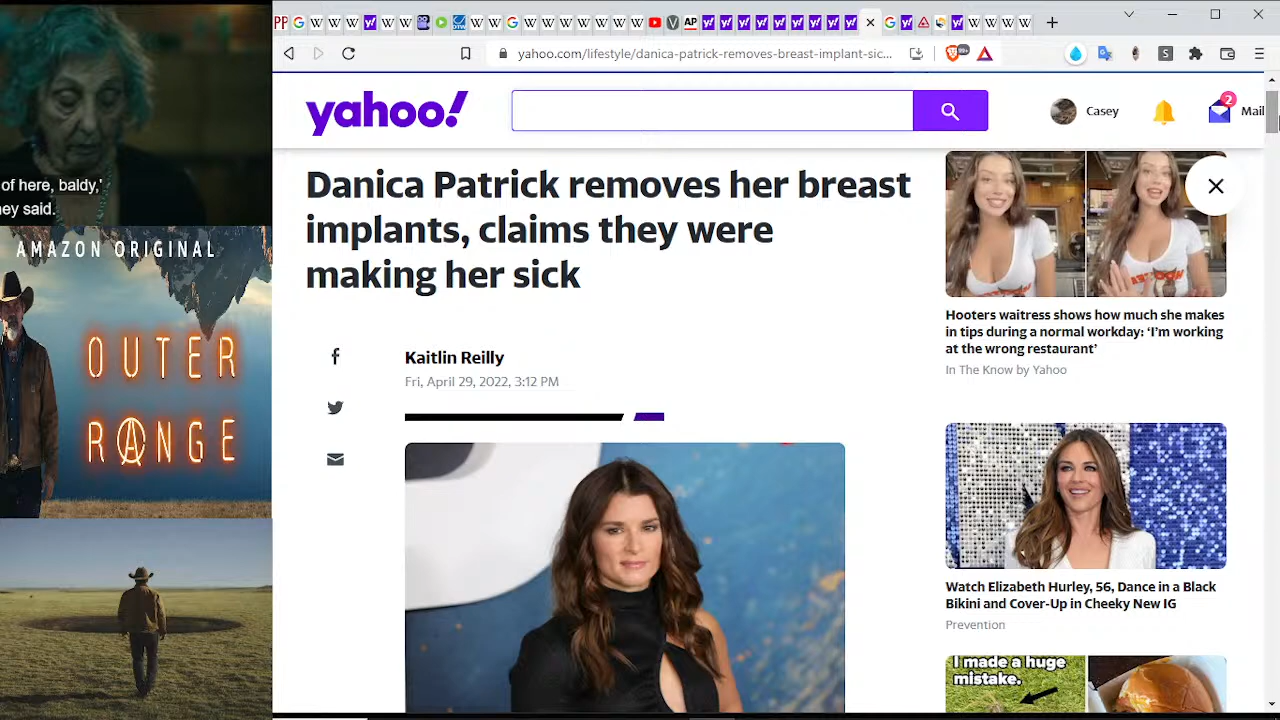 of here, baldy,'
ey said.
AMAZON ORIGINAL
OUTER
RANGE
yahoo.com/lifestyle/danica-patrick-removes-breast-implant-sic...
99+
yahoo!
Casey
2
Mail
Danica Patrick removes her breast
implants, claims they were
making her sick
Kaitlin Reilly
Fri, April 29, 2022, 3:12 PM
Hooters waitress shows how much she makes
in tips during a normal workday: ‘I’m working
at the wrong restaurant’
In The Know by Yahoo
Watch Elizabeth Hurley, 56, Dance in a Black
Bikini and Cover-Up in Cheeky New IG
Prevention
I made a huge
mistake.